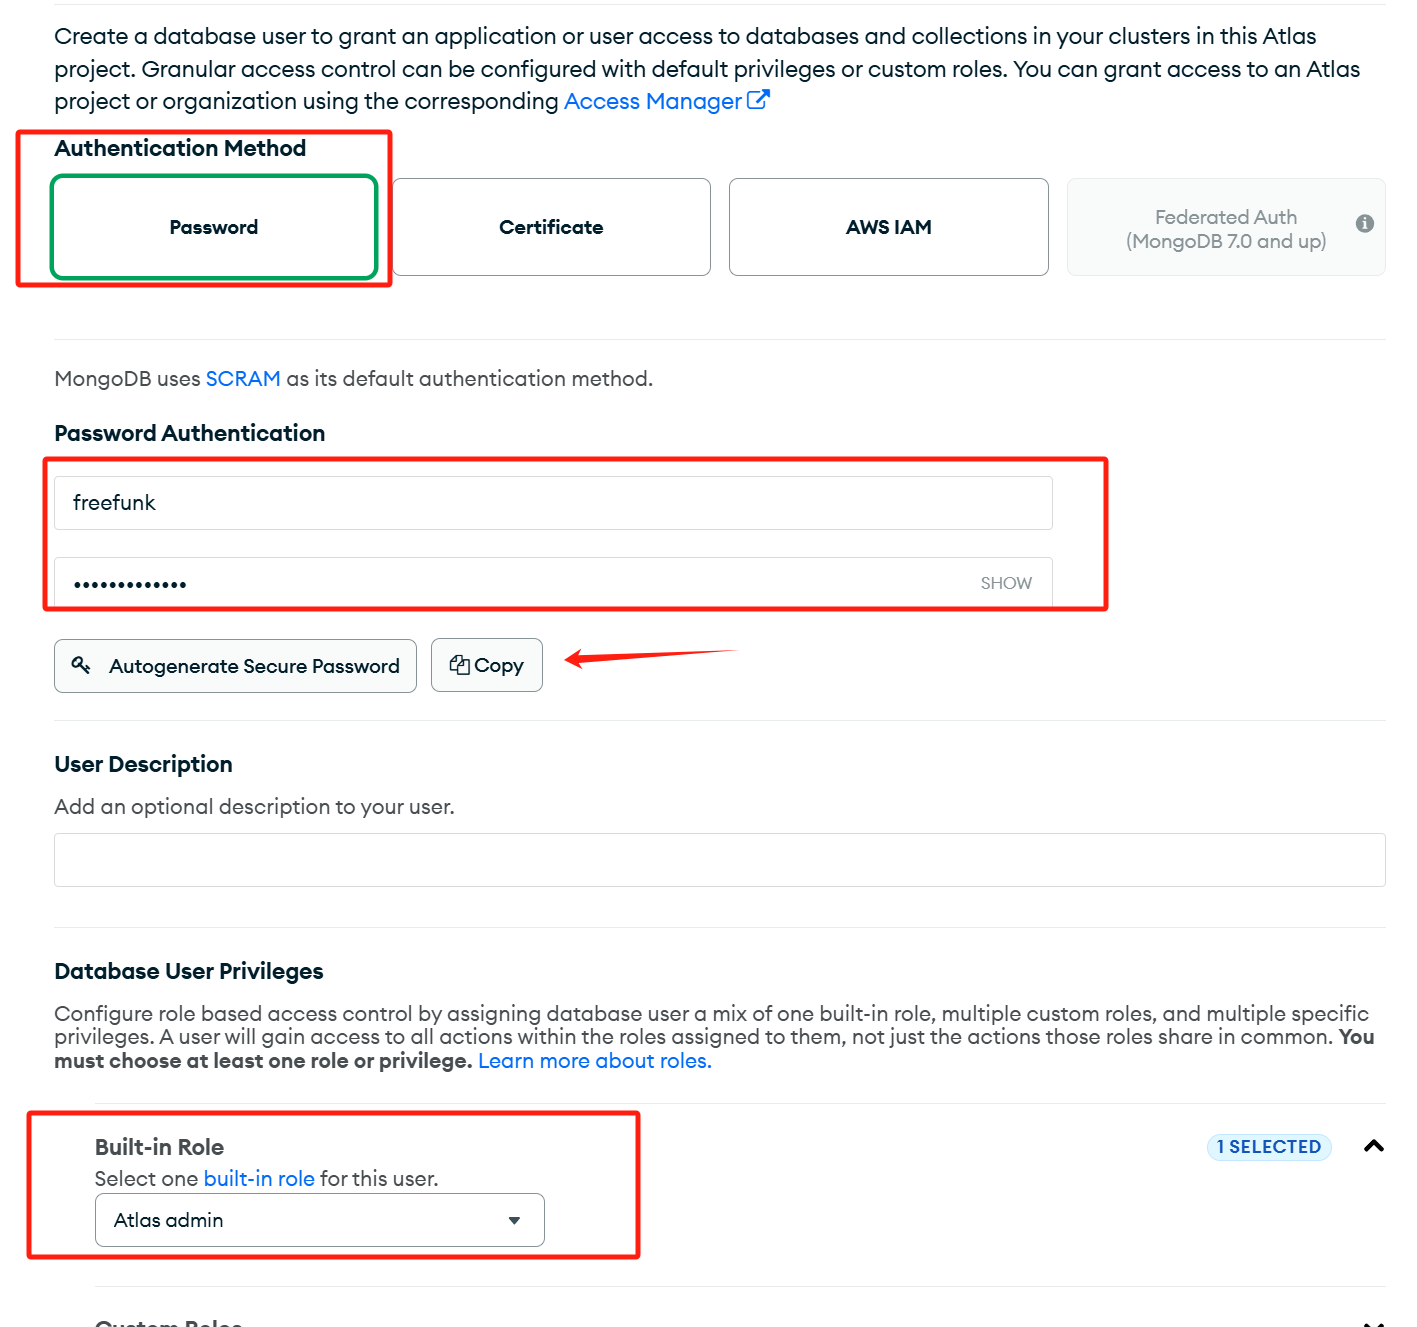 Create a database user to grant an application or user access to databases and collections in your clusters in this Atlas
project. Granular access control can be configured with default privileges or custom roles. You can grant access to an Atlas
project or organization using the corresponding Access Manager
Authentication Method
Password
Certificate
AWS IAM
Federated Auth
(MongoDB 7.0 and up)
MongoDB uses SCRAM as its default authentication method.
Password Authentication
freefunk
•••••••••••••
SHOW
Autogenerate Secure Password
Copy
User Description
Add an optional description to your user.
Database User Privileges
Configure role based access control by assigning database user a mix of one built-in role, multiple custom roles, and multiple specific
privileges. A user will gain access to all actions within the roles assigned to them, not just the actions those roles share in common. You
must choose at least one role or privilege. Learn more about roles.
Built-in Role
1 SELECTED
Select one built-in role for this user.
Atlas admin
Custom Roles